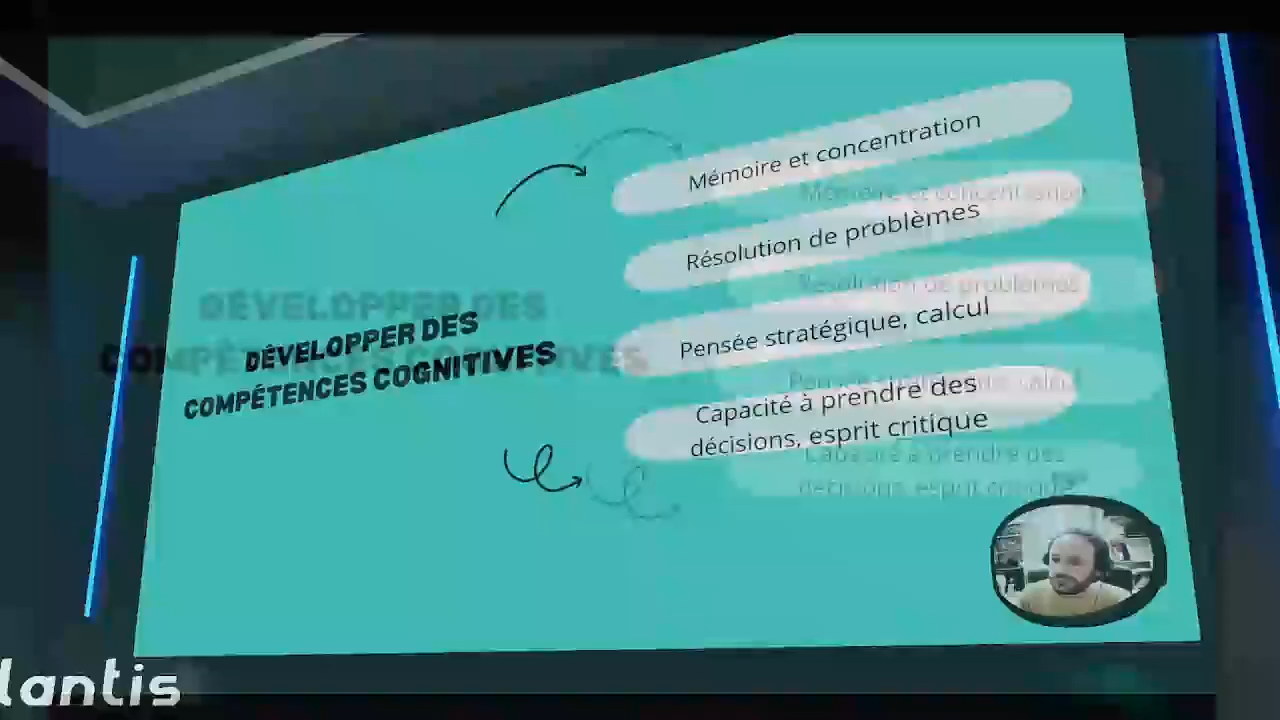 DÉVELOPPER DES
COMPÉTENCES COGNITIVES
Mémoire et concentration
Résolution de problèmes
Pensée stratégique, calcul
Capacité à prendre des
décisions, esprit critique
lantis